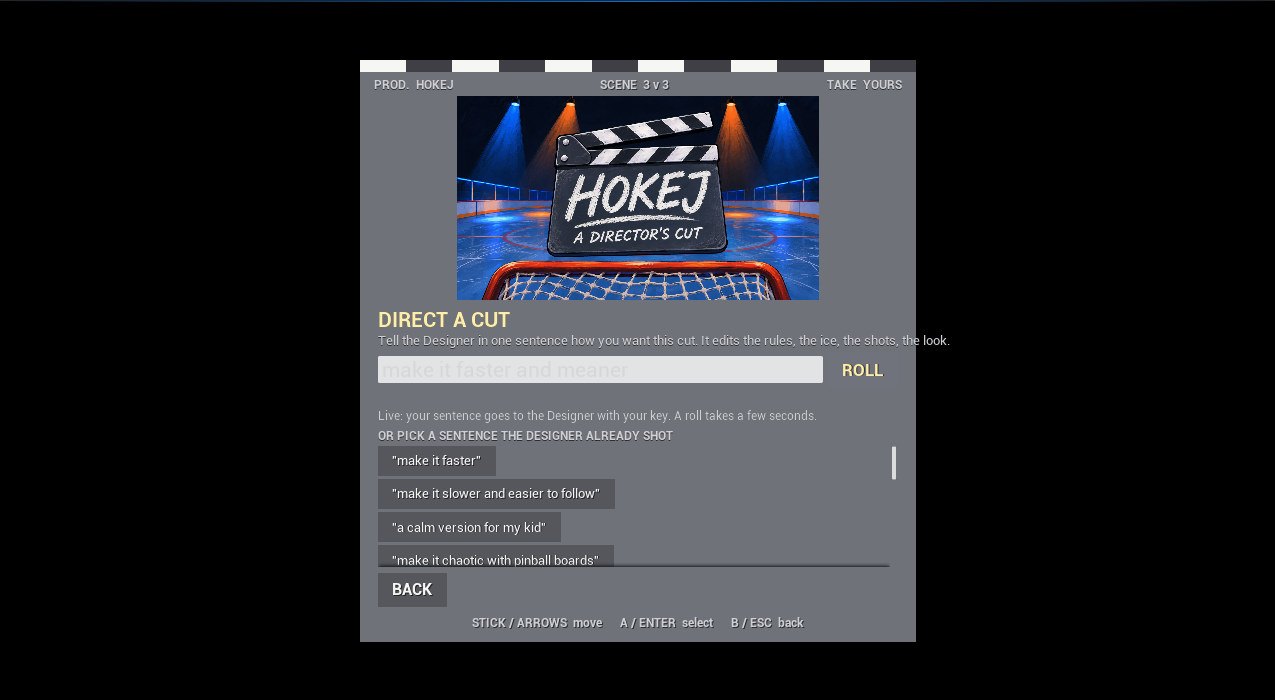 PROD. HOKEJ SCENE 3 v 3 TAKE YOURS
HOKEJ
A DIRECTOR'S CUT
DIRECT A CUT
Tell the Designer in one sentence how you want this cut. It edits the rules, the ice, the shots, the look.
make it faster and meaner ROLL
Live: your sentence goes to the Designer with your key. A roll takes a few seconds.
OR PICK A SENTENCE THE DESIGNER ALREADY SHOT
"make it faster"
"make it slower and easier to follow"
"a calm version for my kid"
"make it chaotic with pinball boards"
BACK
STICK / ARROWS move A / ENTER select B / ESC back